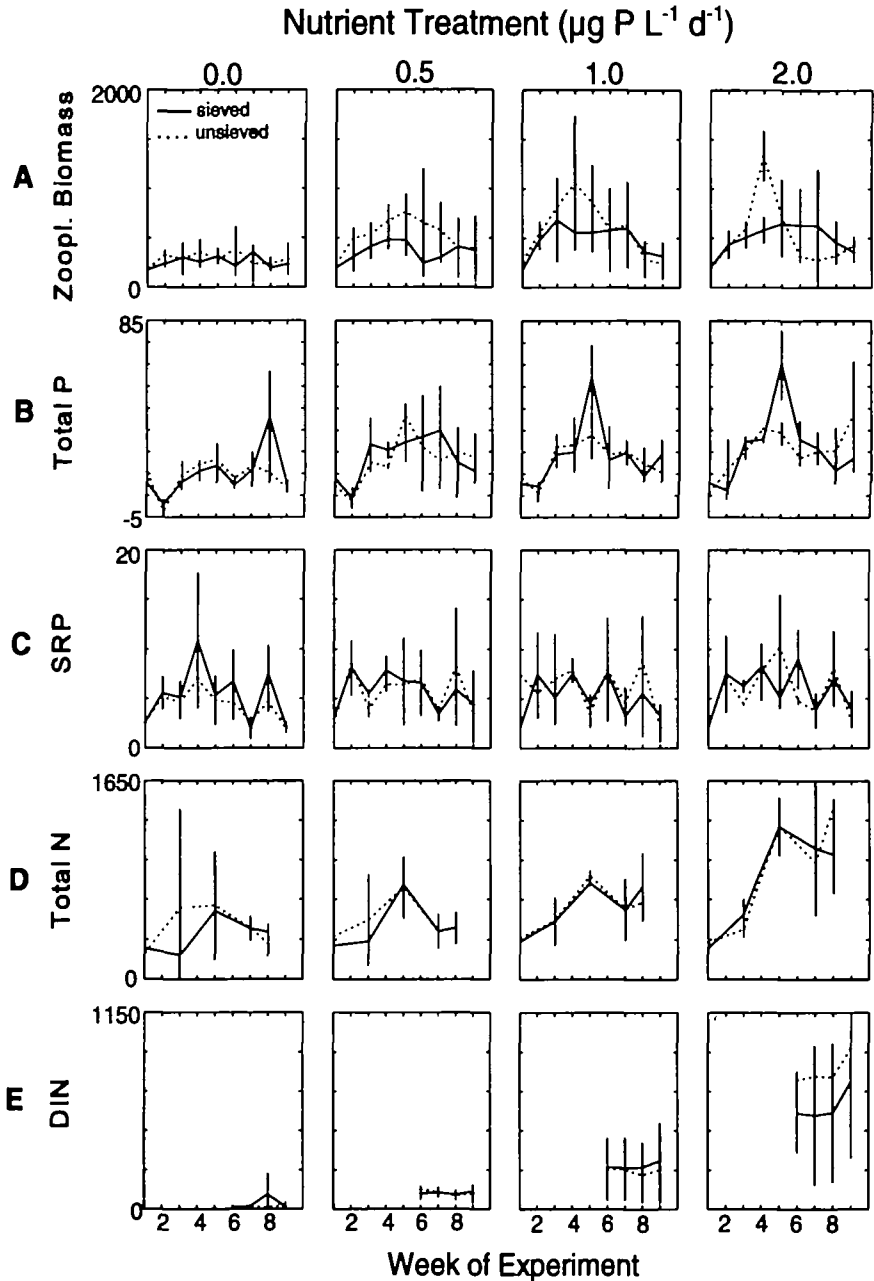 Nutrient Treatment (µg P L⁻¹ d⁻¹)
0.0 0.5 1.0 2.0
A
Zoopl. Biomass
2000
0
sieved
unsieved
B
Total P
85
-5
C
SRP
20
0
D
Total N
1650
0
E
DIN
1150
0
2 4 6 8 2 4 6 8 2 4 6 8 2 4 6 8
Week of Experiment